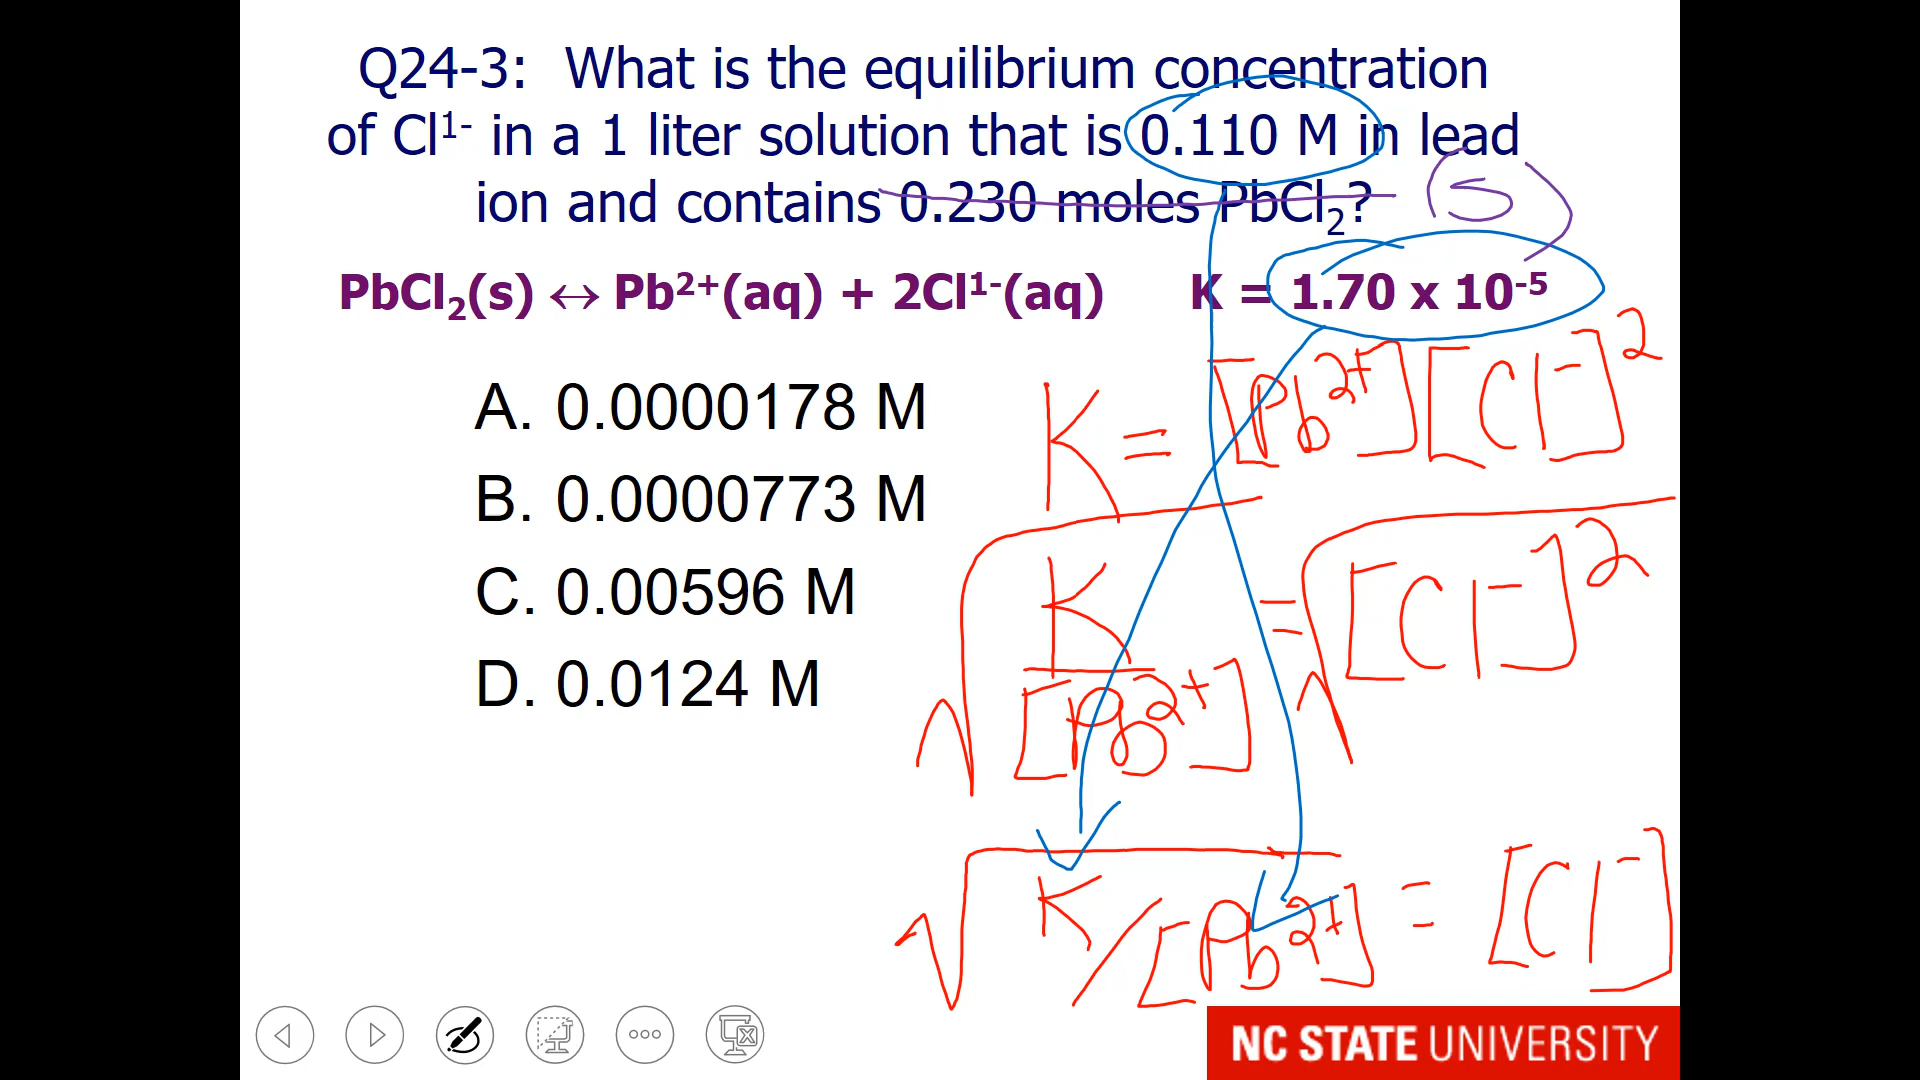 Q24-3: What is the equilibrium concentration
of Cl¹⁻ in a 1 liter solution that is 0.110 M in lead
ion and contains 0.230 moles PbCl₂?
(s)
PbCl₂(s) ↔ Pb²⁺(aq) + 2Cl¹⁻(aq) K = 1.70 x 10⁻⁵
A. 0.0000178 M
B. 0.0000773 M
C. 0.00596 M
D. 0.0124 M
K = [Pb²⁺][Cl⁻]²
√(K/[Pb²⁺]) = √([Cl⁻]²)
√(K/[Pb²⁺]) = [Cl⁻]
NC STATE UNIVERSITY